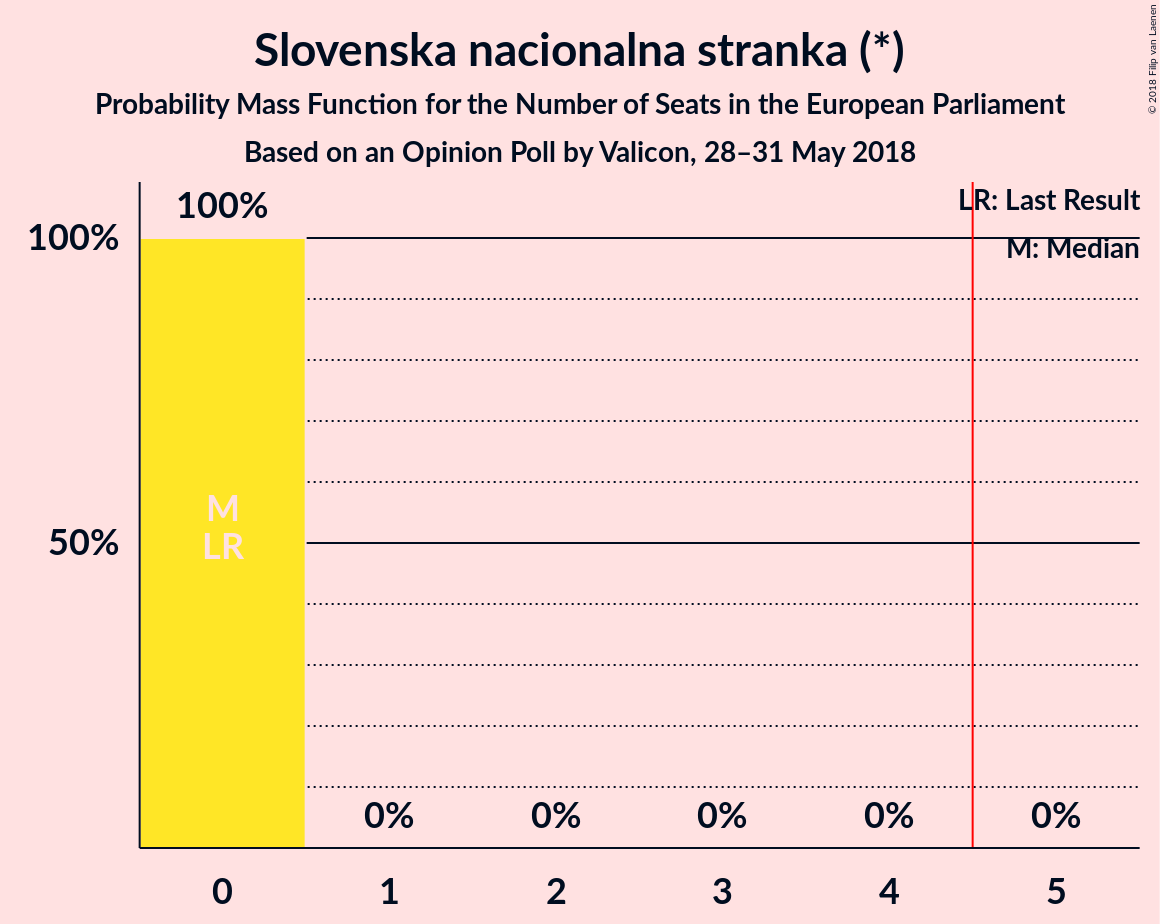 Slovenska nacionalna stranka (*)
Probability Mass Function for the Number of Seats in the European Parliament
Based on an Opinion Poll by Valicon, 28–31 May 2018
© 2018 Filip van Laenen
LR: Last Result
M: Median
100%
100%
M
LR
50%
0%
0%
0%
0%
0%
0
1
2
3
4
5